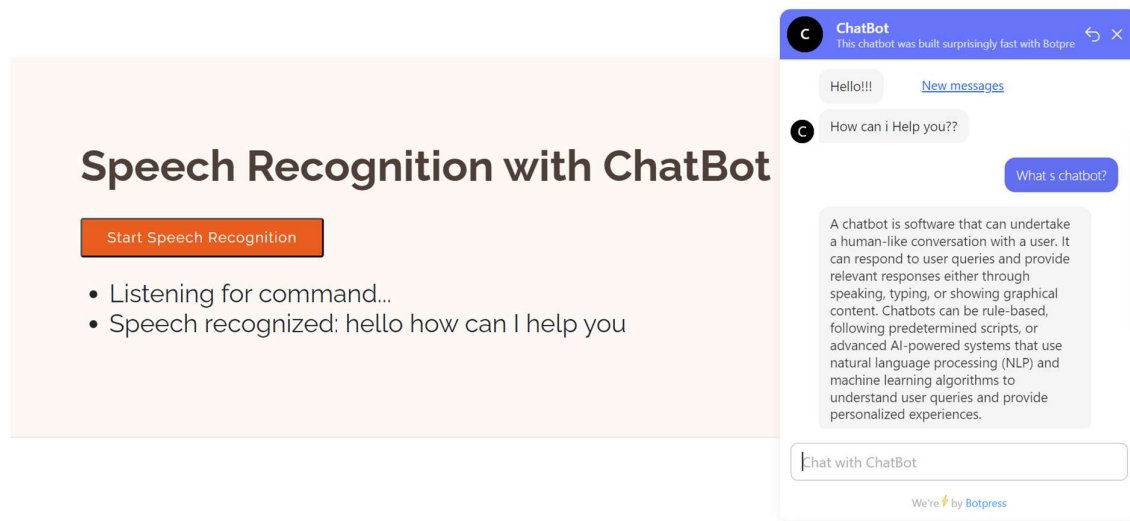 Speech Recognition with ChatBot
Start Speech Recognition
• Listening for command...
• Speech recognized: hello how can I help you
C
ChatBot
This chatbot was built surprisingly fast with Botpre
Hello!!!
New messages
C
How can i Help you??
What s chatbot?
A chatbot is software that can undertake
a human-like conversation with a user. It
can respond to user queries and provide
relevant responses either through
speaking, typing, or showing graphical
content. Chatbots can be rule-based,
following predetermined scripts, or
advanced AI-powered systems that use
natural language processing (NLP) and
machine learning algorithms to
understand user queries and provide
personalized experiences.
Chat with ChatBot
We're⚡by Botpress